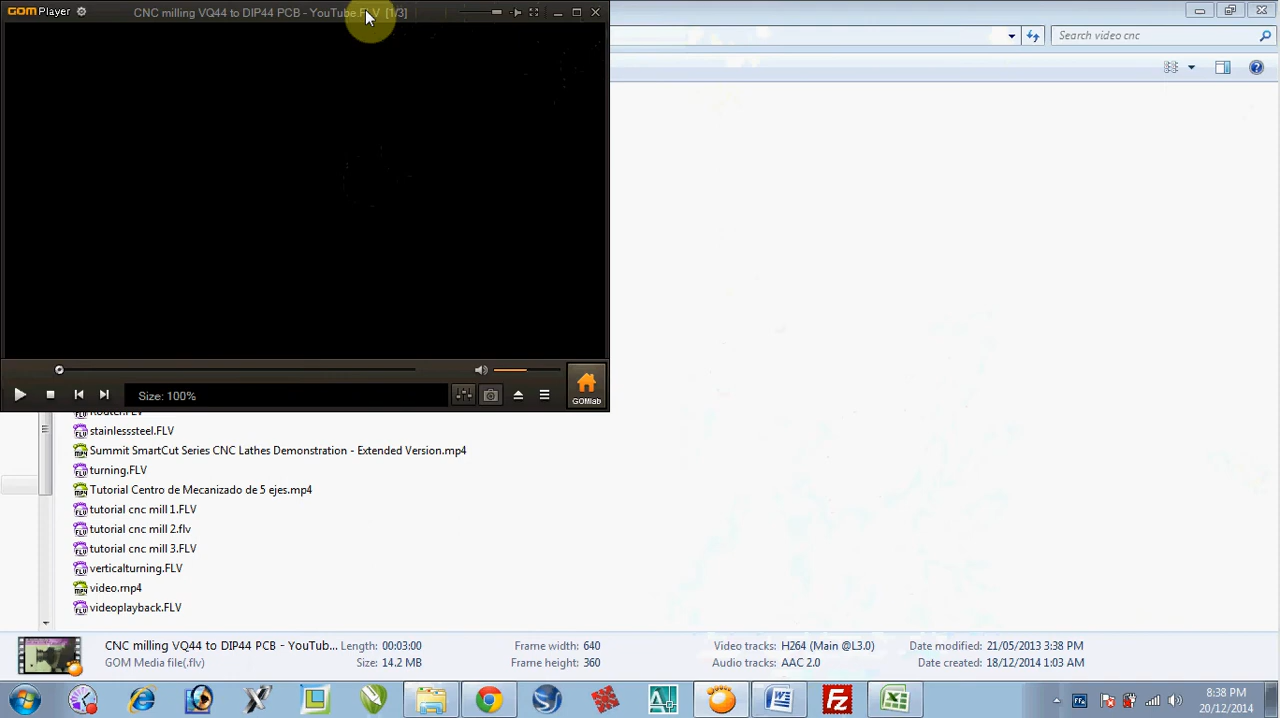 GOM Player CNC milling VQ44 to DIP44 PCB - YouTube.FLV [1/3]
Search video cnc
Size: 100%
GOMlab
Router.FLV
stainlesssteel.FLV
Summit SmartCut Series CNC Lathes Demonstration - Extended Version.mp4
turning.FLV
Tutorial Centro de Mecanizado de 5 ejes.mp4
tutorial cnc mill 1.FLV
tutorial cnc mill 2.flv
tutorial cnc mill 3.FLV
verticalturning.FLV
video.mp4
videoplayback.FLV
CNC milling VQ44 to DIP44 PCB - YouTub... Length: 00:03:00 Frame width: 640 Video tracks: H264 (Main @L3.0) Date modified: 21/05/2013 3:38 PM
GOM Media file(.flv) Size: 14.2 MB Frame height: 360 Audio tracks: AAC 2.0 Date created: 18/12/2014 1:03 AM
8:38 PM
20/12/2014